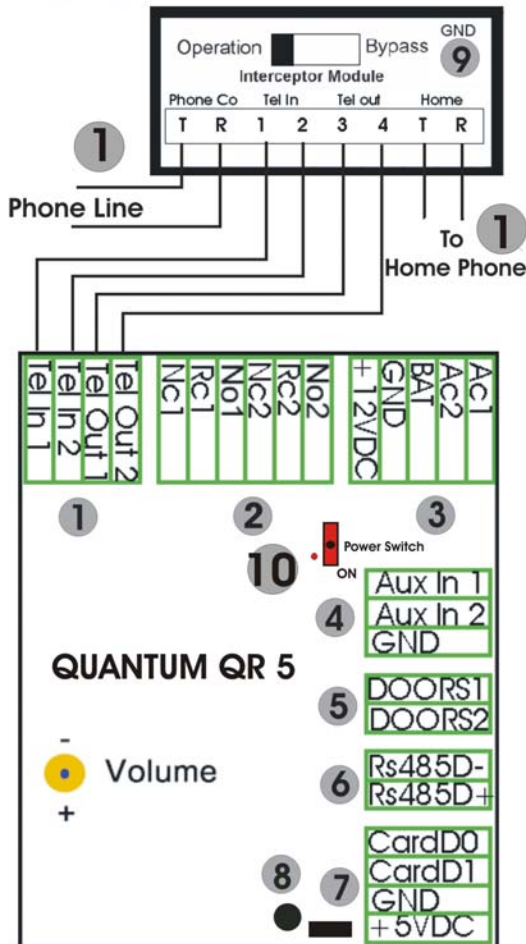 GND
Operation Bypass 9
Interceptor Module
Phone Co Tel In Tel out Home
T R 1 2 3 4 T R
1
Phone Line
To 1
Home Phone
Tel In 1
Tel In 2
Tel Out 1
Tel Out 2
Nc1
Rc1
No1
Nc2
Rc2
No2
+12VDC
GND
BAT
Ac2
Ac1
1 2 3
10 Power Switch
ON
4
Aux In 1
Aux In 2
GND
QUANTUM QR 5
5
DOORS1
DOORS2
-
Volume
+
6
Rs485D-
Rs485D+
8 7
CardD0
CardD1
GND
+5VDC